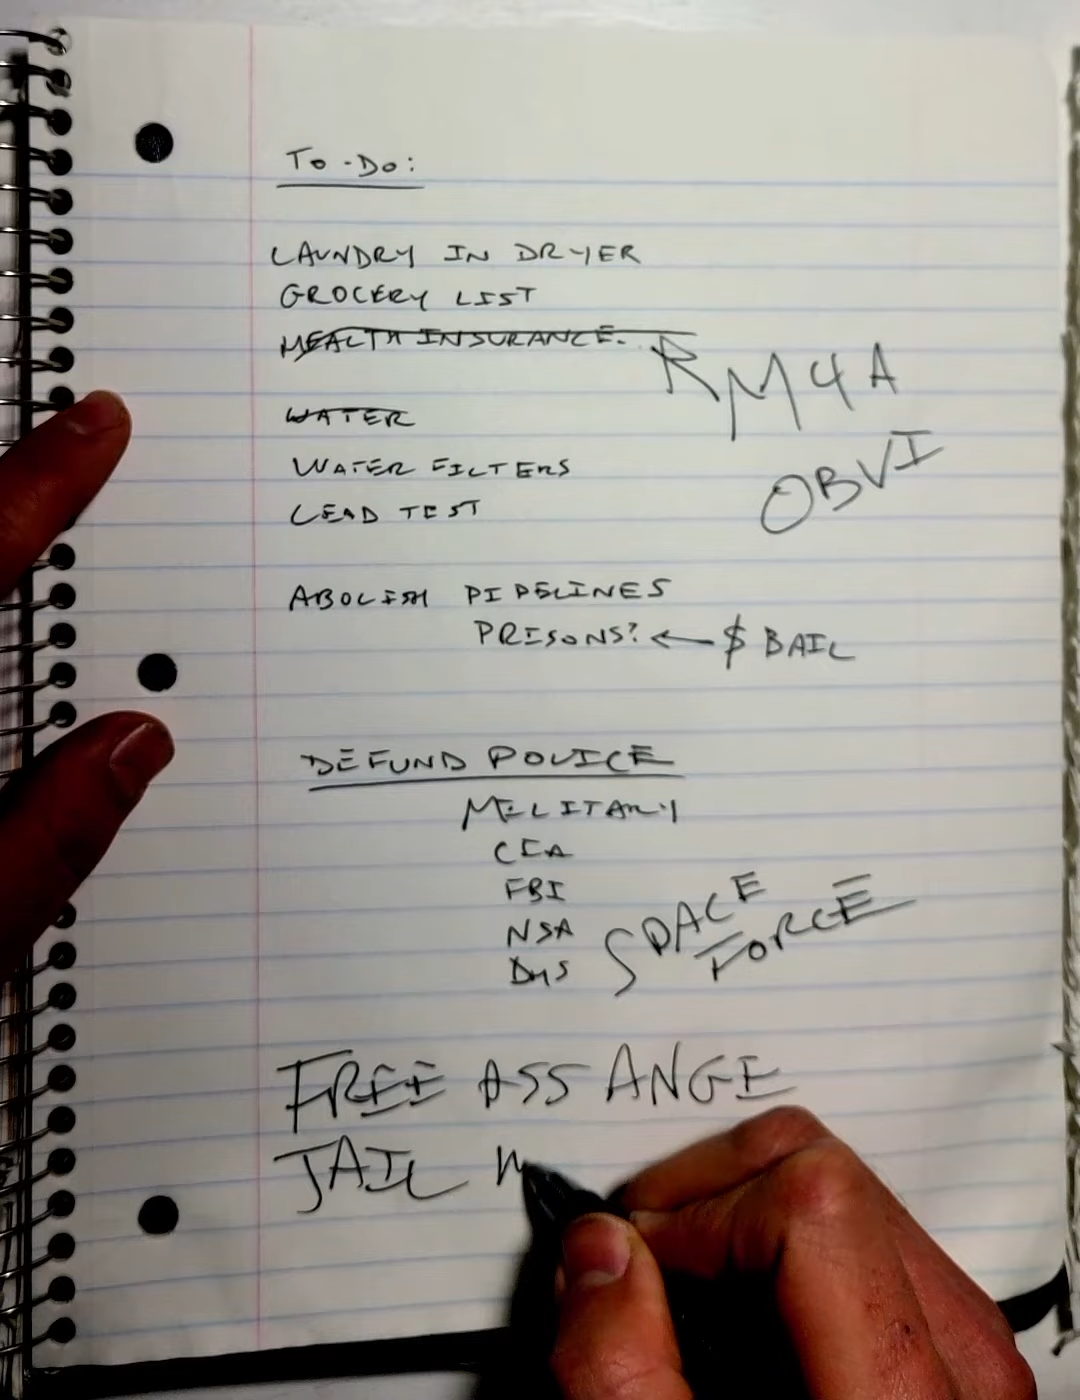 TO-DO:
LAUNDRY IN DRYER
GROCERY LIST
HEALTH INSURANCE.
RM4A
OBVI
WATER
WATER FILTERS
LEAD TEST
ABOLISH PIPELINES
PRISONS? ← $ BAIL
DEFUND POLICE
MILITARY
CIA
FBI
NSA
DHS
SPACE
FORCE
FREE ASSANGE
JAIL